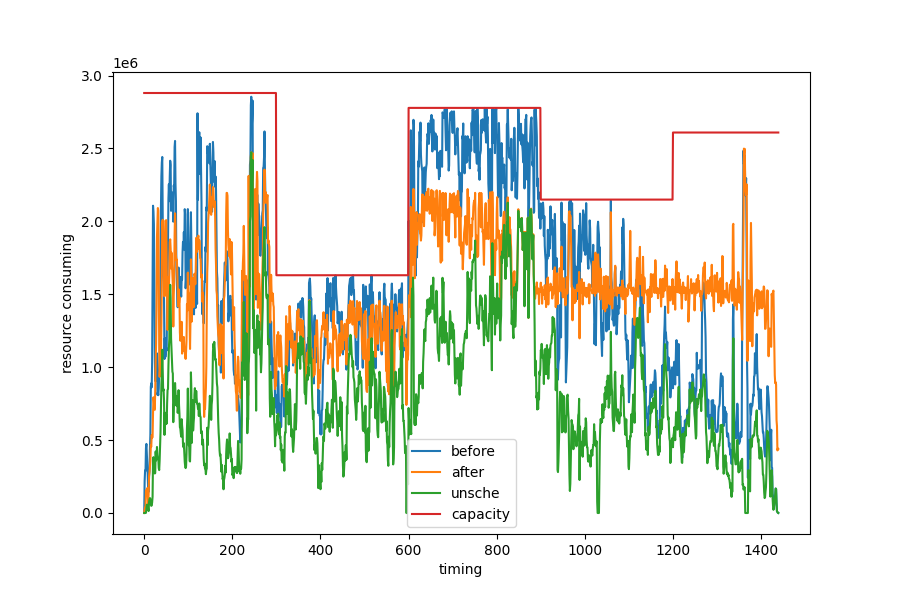 1e6
3.0
2.5
2.0
1.5
1.0
0.5
0.0
resource consuming
before
after
unsche
capacity
0 200 400 600 800 1000 1200 1400
timing